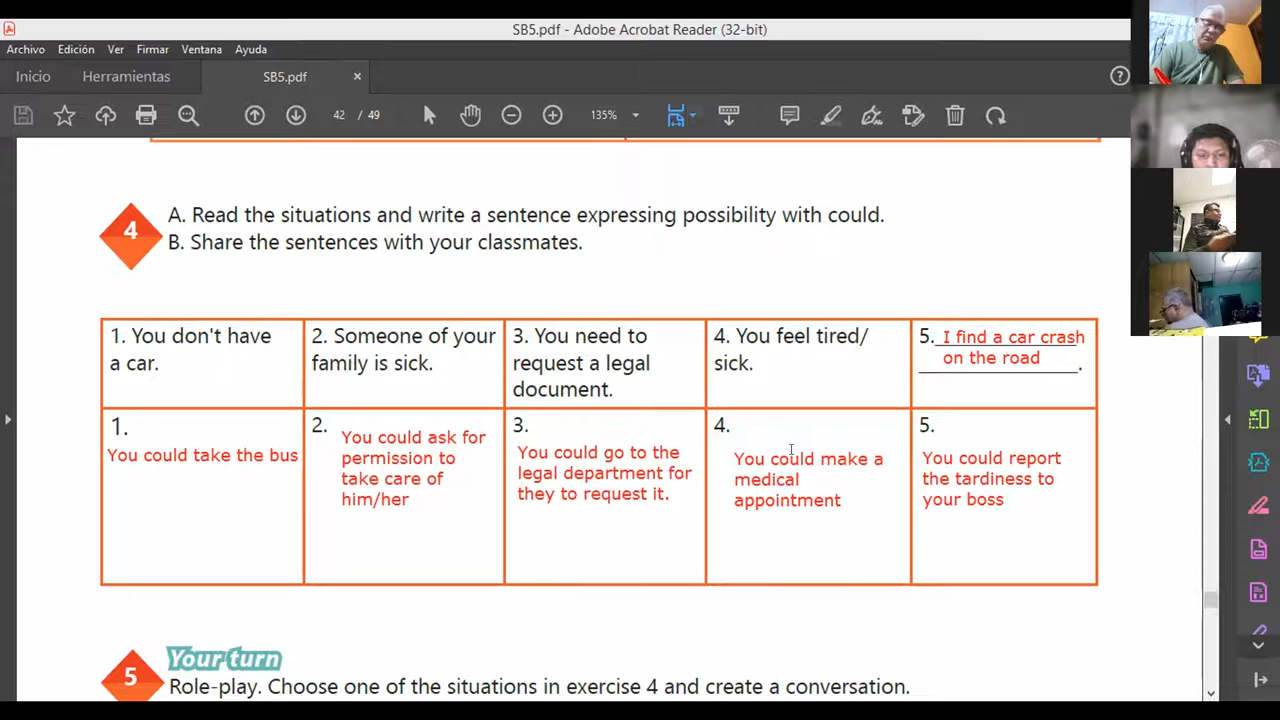 SB5.pdf - Adobe Acrobat Reader (32-bit)
Archivo Edición Ver Firmar Ventana Ayuda
Inicio Herramientas SB5.pdf ×
42 / 49 135%
4
A. Read the situations and write a sentence expressing possibility with could.
B. Share the sentences with your classmates.
1. You don't have
a car.
2. Someone of your
family is sick.
3. You need to
request a legal
document.
4. You feel tired/
sick.
5. I find a car crash
on the road .
1.
You could take the bus
2.
You could ask for
permission to
take care of
him/her
3.
You could go to the
legal department for
they to request it.
4.
You could make a
medical
appointment
5.
You could report
the tardiness to
your boss
5
Your turn
Role-play. Choose one of the situations in exercise 4 and create a conversation.